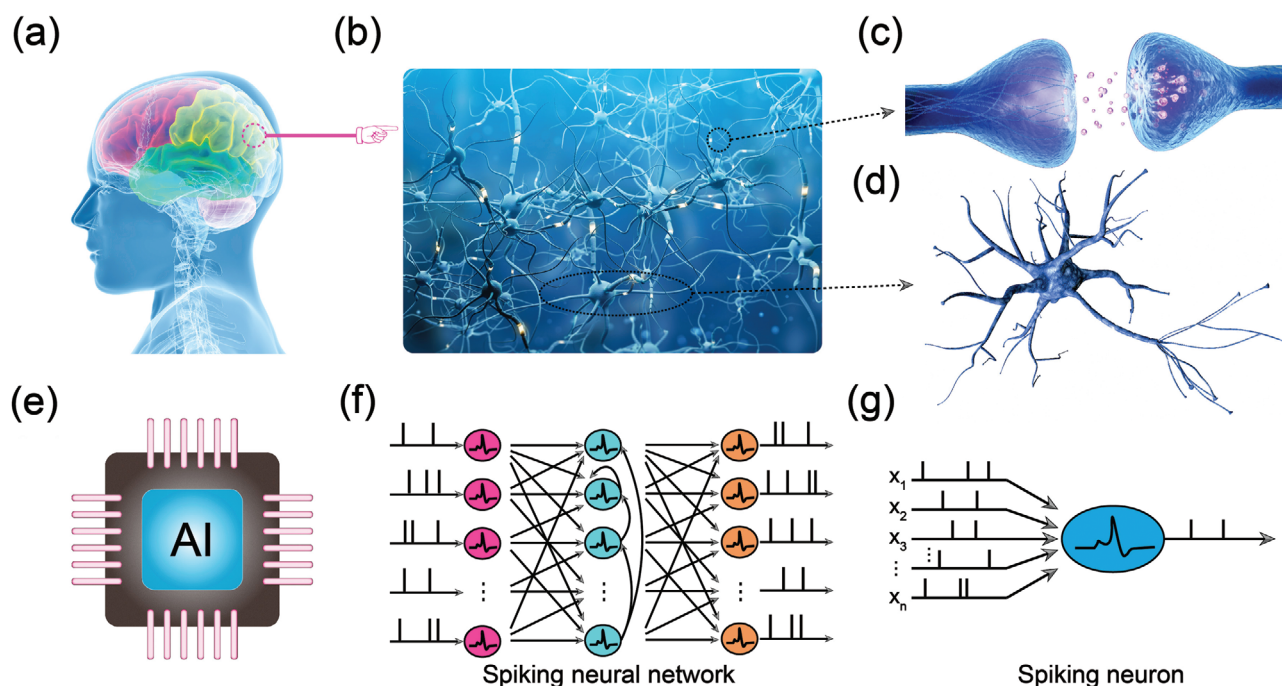 (a)
(b)
(c)
(d)
(e)
AI
(f)
⋮
⋮
⋮
Spiking neural network
(g)
x1
x2
x3
⋮
⋮
xn
Spiking neuron